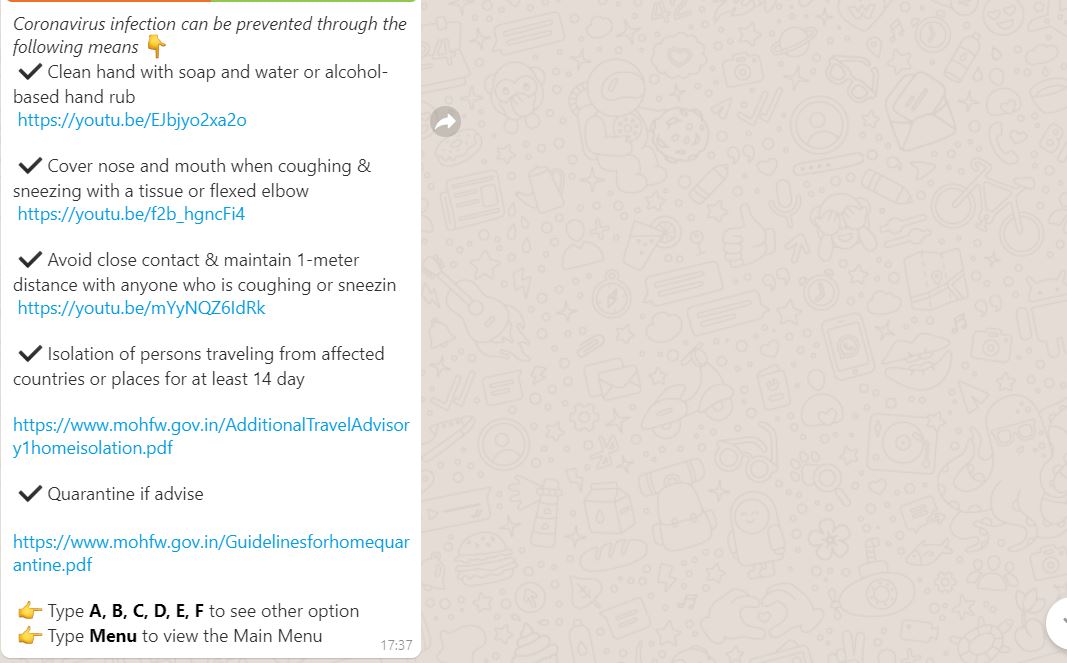 Coronavirus infection can be prevented through the
following means 👇
✔ Clean hand with soap and water or alcohol-
based hand rub
https://youtu.be/EJbjyo2xa2o
✔ Cover nose and mouth when coughing &
sneezing with a tissue or flexed elbow
https://youtu.be/f2b_hgncFi4
✔ Avoid close contact & maintain 1-meter
distance with anyone who is coughing or sneezin
https://youtu.be/mYyNQZ6IdRk
✔ Isolation of persons traveling from affected
countries or places for at least 14 day
https://www.mohfw.gov.in/AdditionalTravelAdvisor
y1homeisolation.pdf
✔ Quarantine if advise
https://www.mohfw.gov.in/Guidelinesforhomequar
antine.pdf
👉 Type A, B, C, D, E, F to see other option
👉 Type Menu to view the Main Menu
17:37